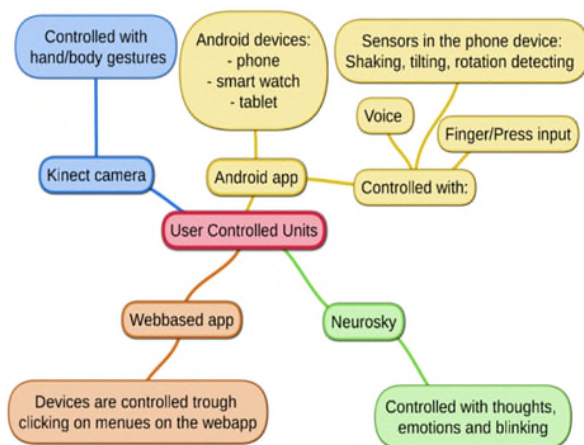 Controlled with
hand/body gestures
Android devices:
- phone
- smart watch
- tablet
Sensors in the phone device:
Shaking, tilting, rotation detecting
Voice
Finger/Press input
Kinect camera
Android app
Controlled with:
User Controlled Units
Webbased app
Neurosky
Devices are controlled trough
clicking on menues on the webapp
Controlled with thoughts,
emotions and blinking